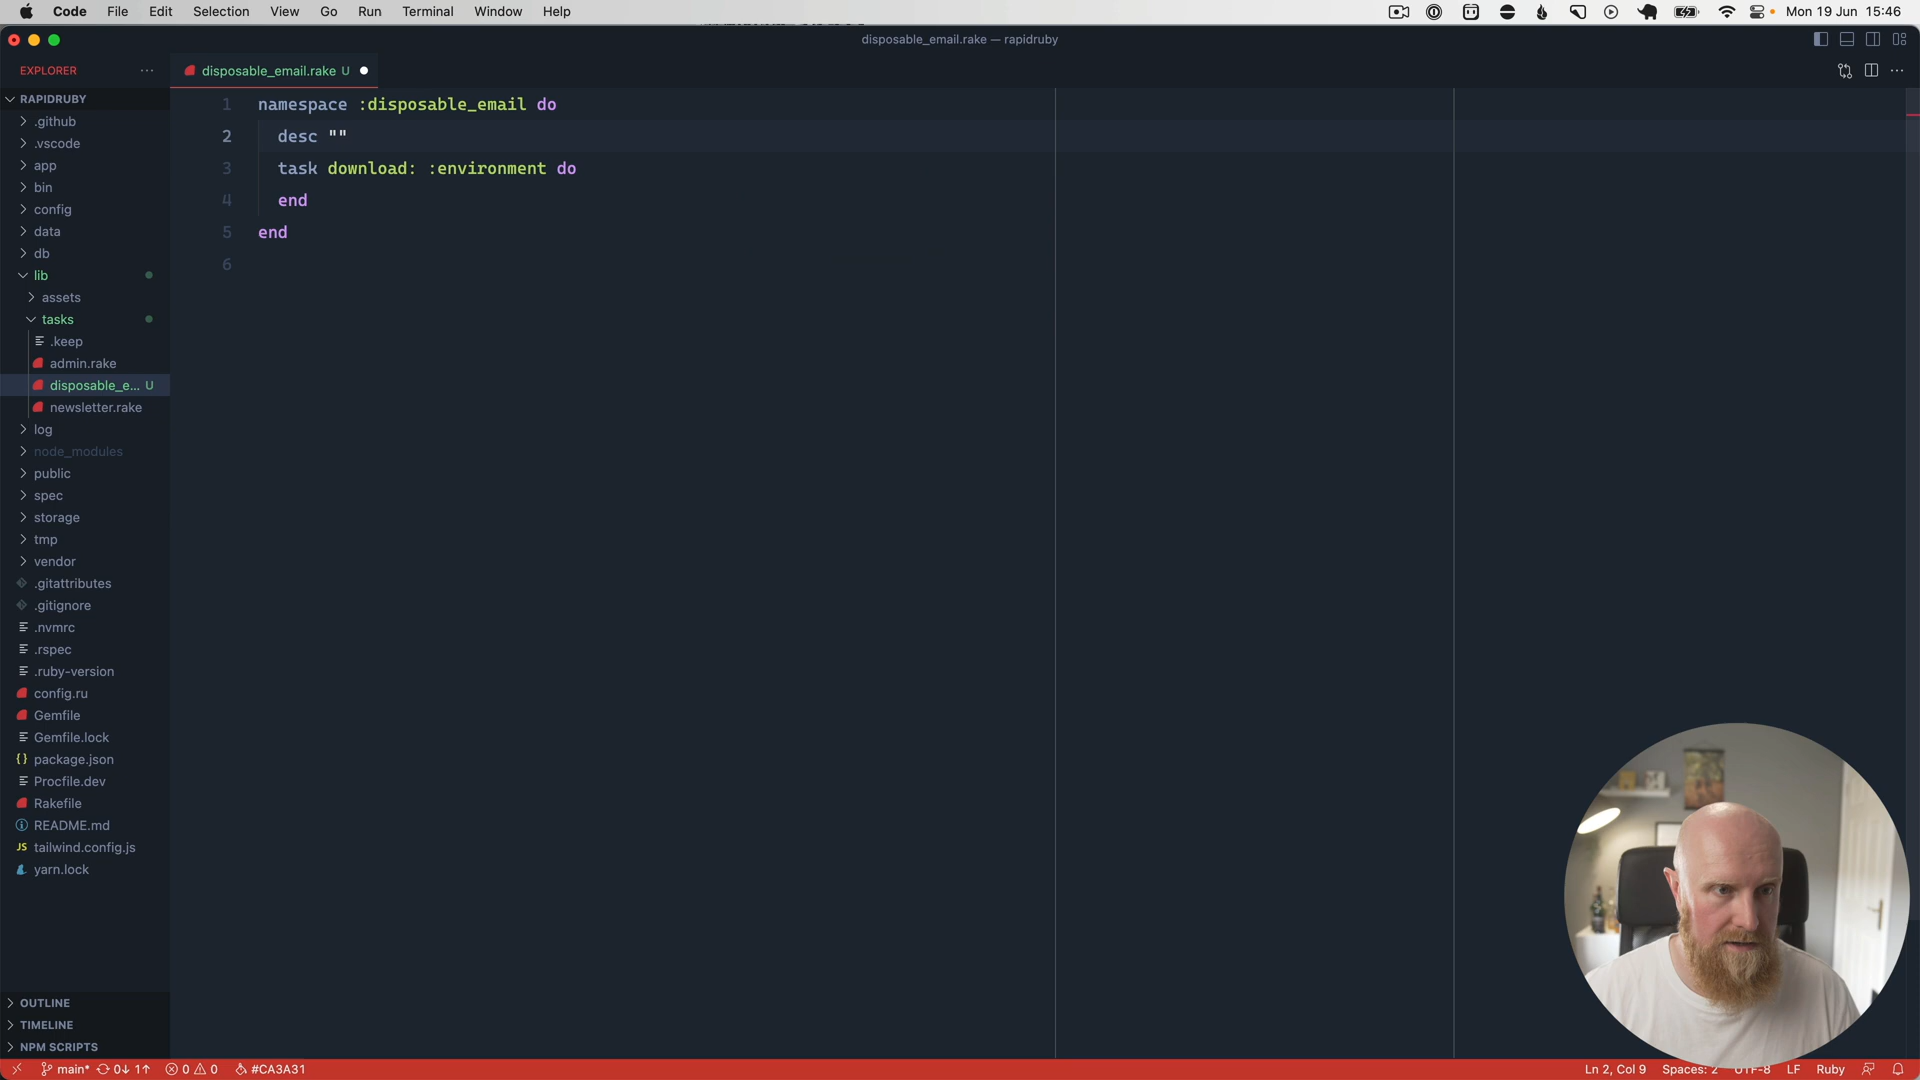 Code File Edit Selection View Go Run Terminal Window Help Mon 19 Jun 15:46
disposable_email.rake — rapidruby
EXPLORER
disposable_email.rake U
RAPIDRUBY
.github
.vscode
app
bin
config
data
db
lib
assets
tasks
.keep
admin.rake
disposable_e... U
newsletter.rake
log
node_modules
public
spec
storage
tmp
vendor
.gitattributes
.gitignore
.nvmrc
.rspec
.ruby-version
config.ru
Gemfile
Gemfile.lock
package.json
Procfile.dev
Rakefile
README.md
JS tailwind.config.js
yarn.lock
OUTLINE
TIMELINE
NPM SCRIPTS
1 namespace :disposable_email do
2 desc ""
3 task download: :environment do
4 end
5 end
6
main* 0↓ 1↑ 0 0 #CA3A31 Ln 2, Col 9 Spaces: 2 UTF-8 LF Ruby